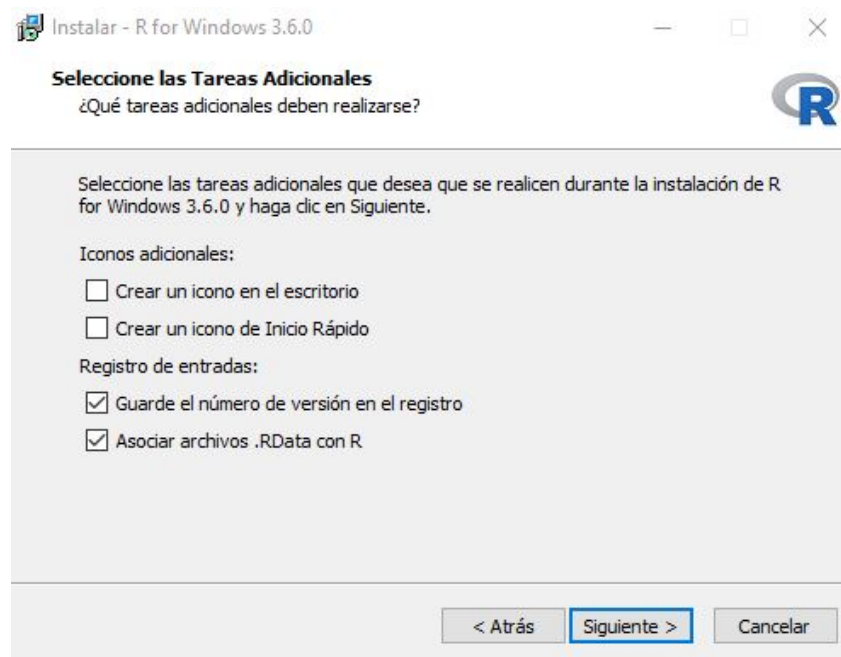 Instalar - R for Windows 3.6.0
Seleccione las Tareas Adicionales
¿Qué tareas adicionales deben realizarse?
R
Seleccione las tareas adicionales que desea que se realicen durante la instalación de R
for Windows 3.6.0 y haga clic en Siguiente.
Iconos adicionales:
Crear un icono en el escritorio
Crear un icono de Inicio Rápido
Registro de entradas:
Guarde el número de versión en el registro
Asociar archivos .RData con R
< Atrás
Siguiente >
Cancelar